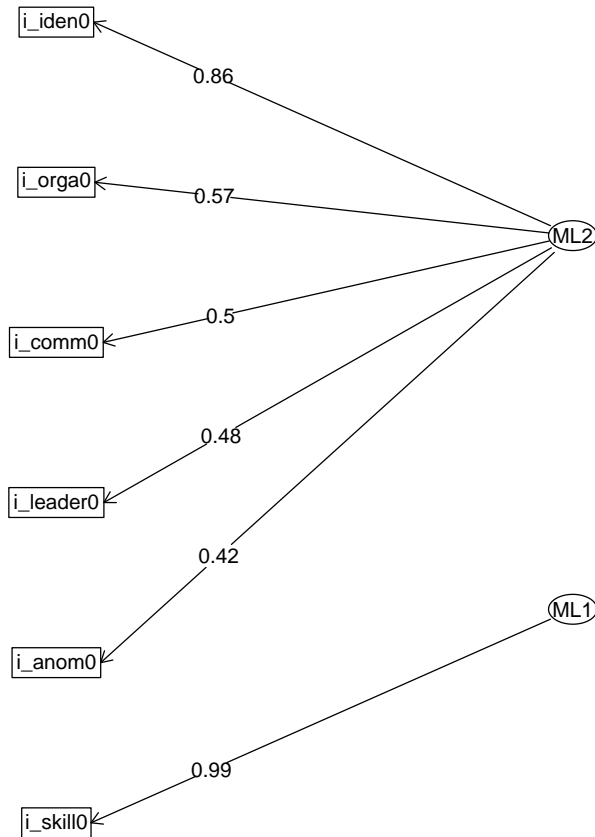 i_iden0
0.86
i_orga0
0.57
ML2
0.5
i_comm0
0.48
i_leader0
0.42
ML1
i_anom0
0.99
i_skill0